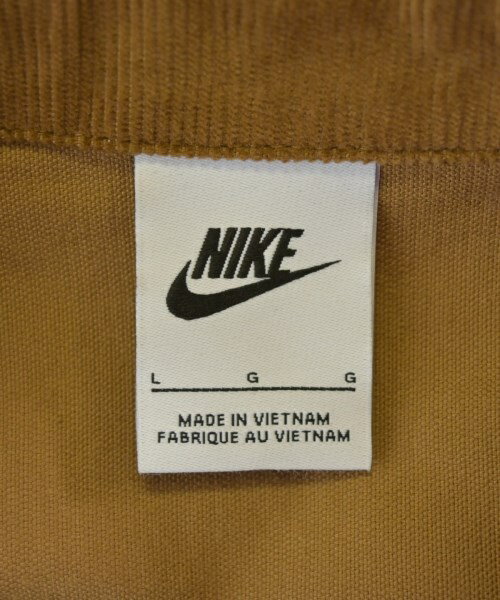 NIKE
L G G
MADE IN VIETNAM
FABRIQUE AU VIETNAM